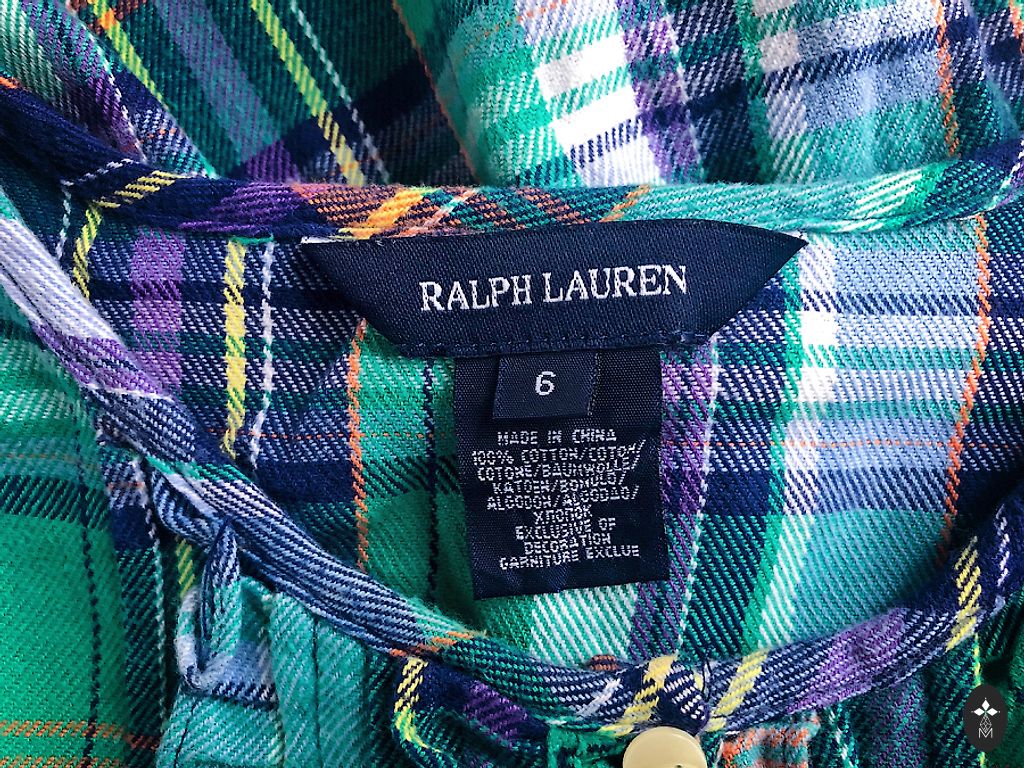 RALPH LAUREN
6
MADE IN CHINA
100% COTTON/COTON/
COTONE/BAUMWOLLE/
KATOEN/BOMULD/
ALGODON/ALGODAO/
ХЛОПОК
EXCLUSIVE OF
DECORATION
GARNITURE EXCLUE
M